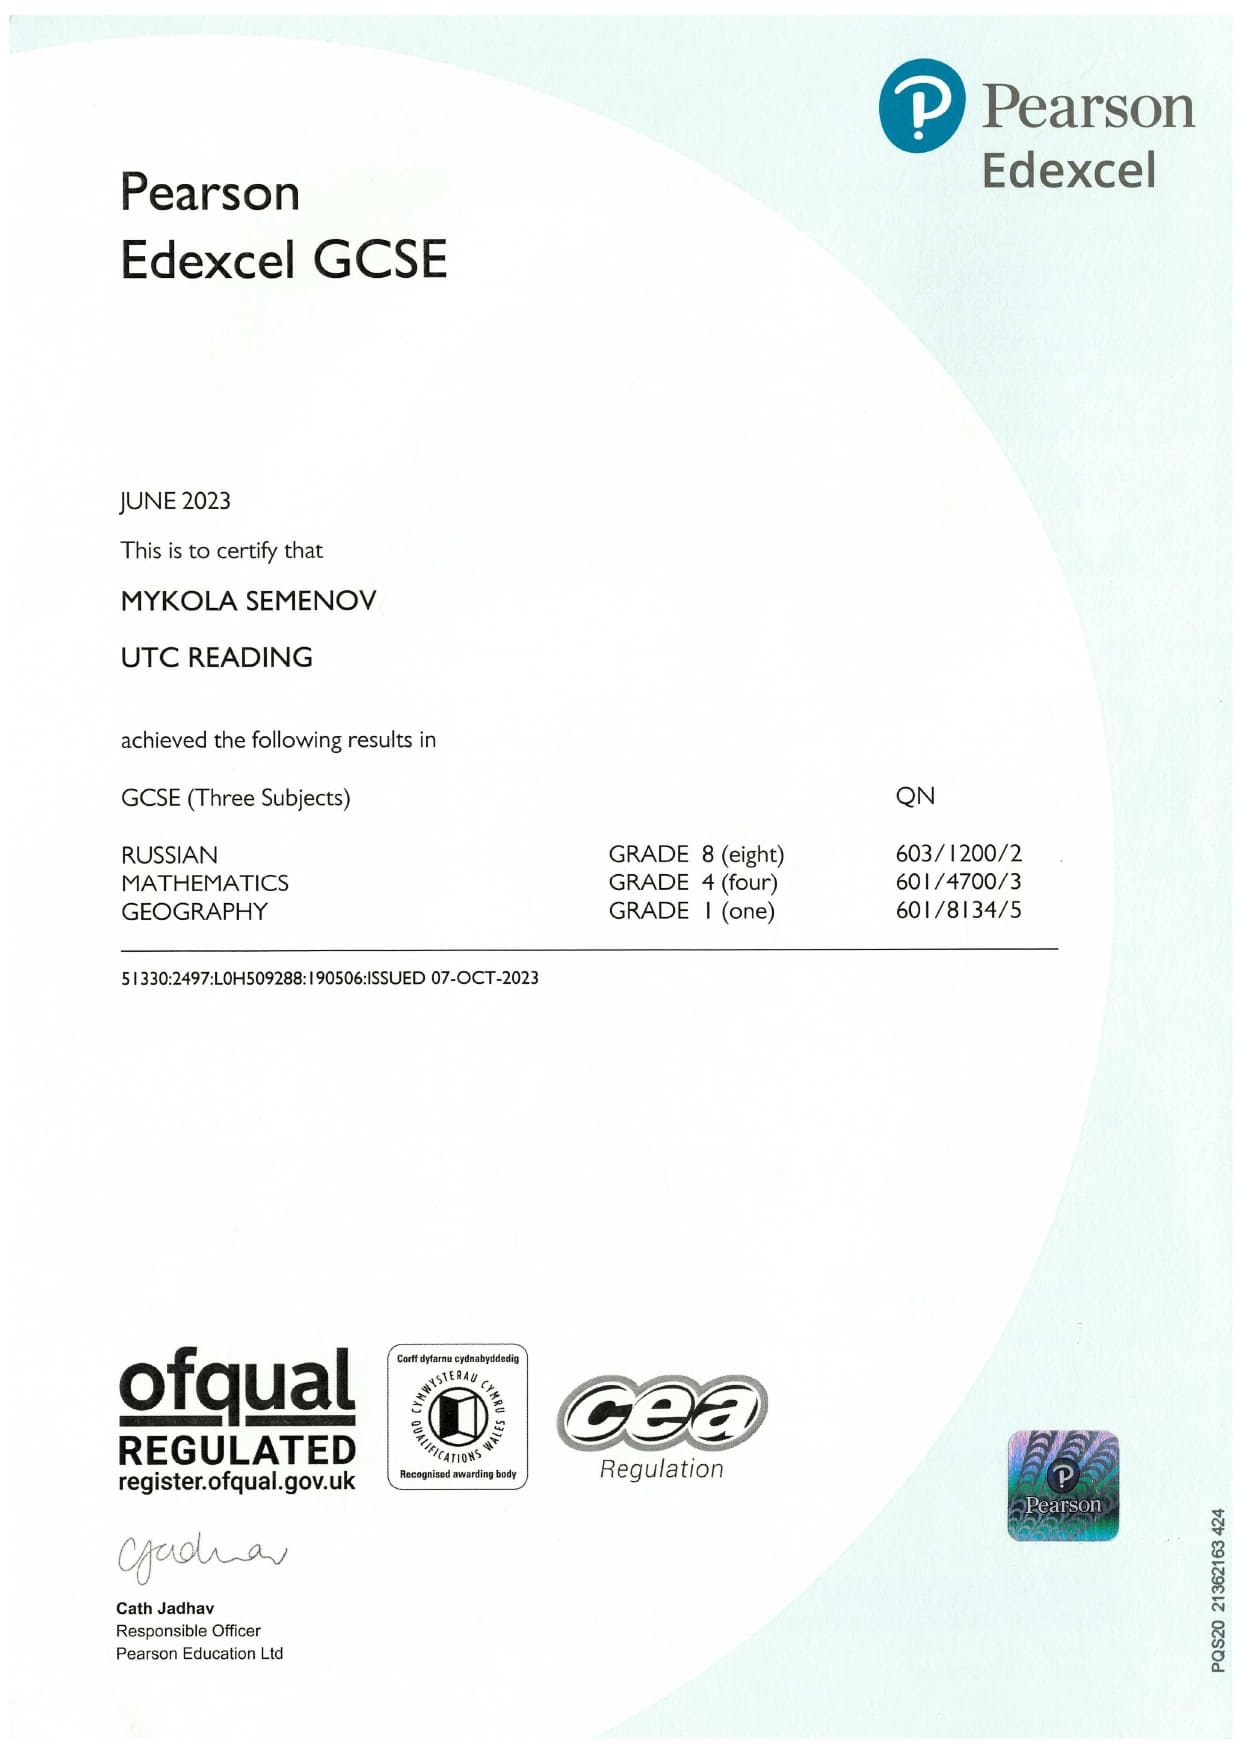 Pearson
Edexcel
Pearson
Edexcel GCSE
JUNE 2023
This is to certify that
MYKOLA SEMENOV
UTC READING
achieved the following results in
GCSE (Three Subjects) QN
RUSSIAN GRADE 8 (eight) 603/1200/2
MATHEMATICS GRADE 4 (four) 601/4700/3
GEOGRAPHY GRADE 1 (one) 601/8134/5
51330:2497:L0H509288:190506:ISSUED 07-OCT-2023
ofqual
REGULATED
register.ofqual.gov.uk
Corff dyfarnu cydnabyddedig
CYMWYSTERAU CYMRU
QUALIFICATIONS WALES
Recognised awarding body
cea
Regulation
Pearson
CJadhav
Cath Jadhav
Responsible Officer
Pearson Education Ltd
PQS20 21362163 424